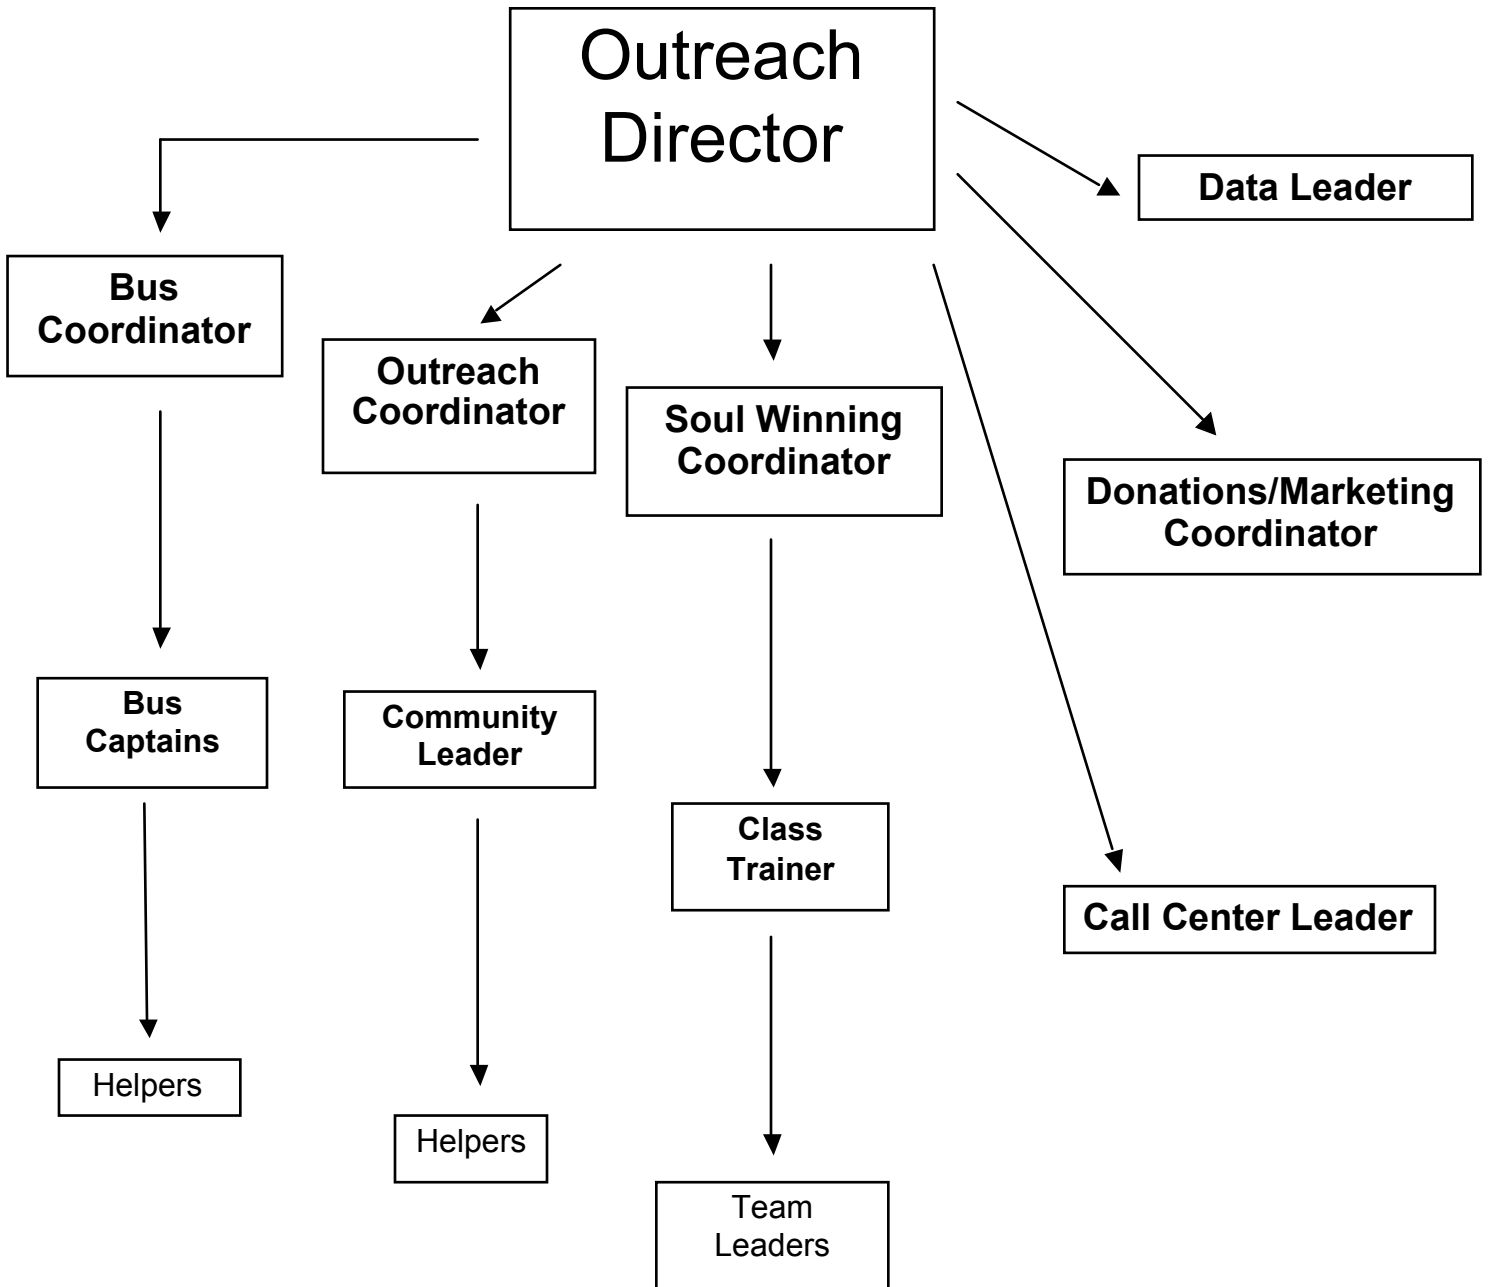 Outreach
Director
Data Leader
Bus
Coordinator
Outreach
Coordinator
Soul Winning
Coordinator
Donations/Marketing
Coordinator
Bus
Captains
Community
Leader
Class
Trainer
Call Center Leader
Helpers
Helpers
Team
Leaders